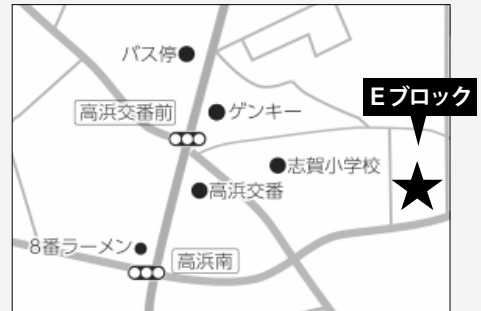 バス停
高浜交番前
ゲンキー
Eブロック
志賀小学校
高浜交番
8番ラーメン
高浜南